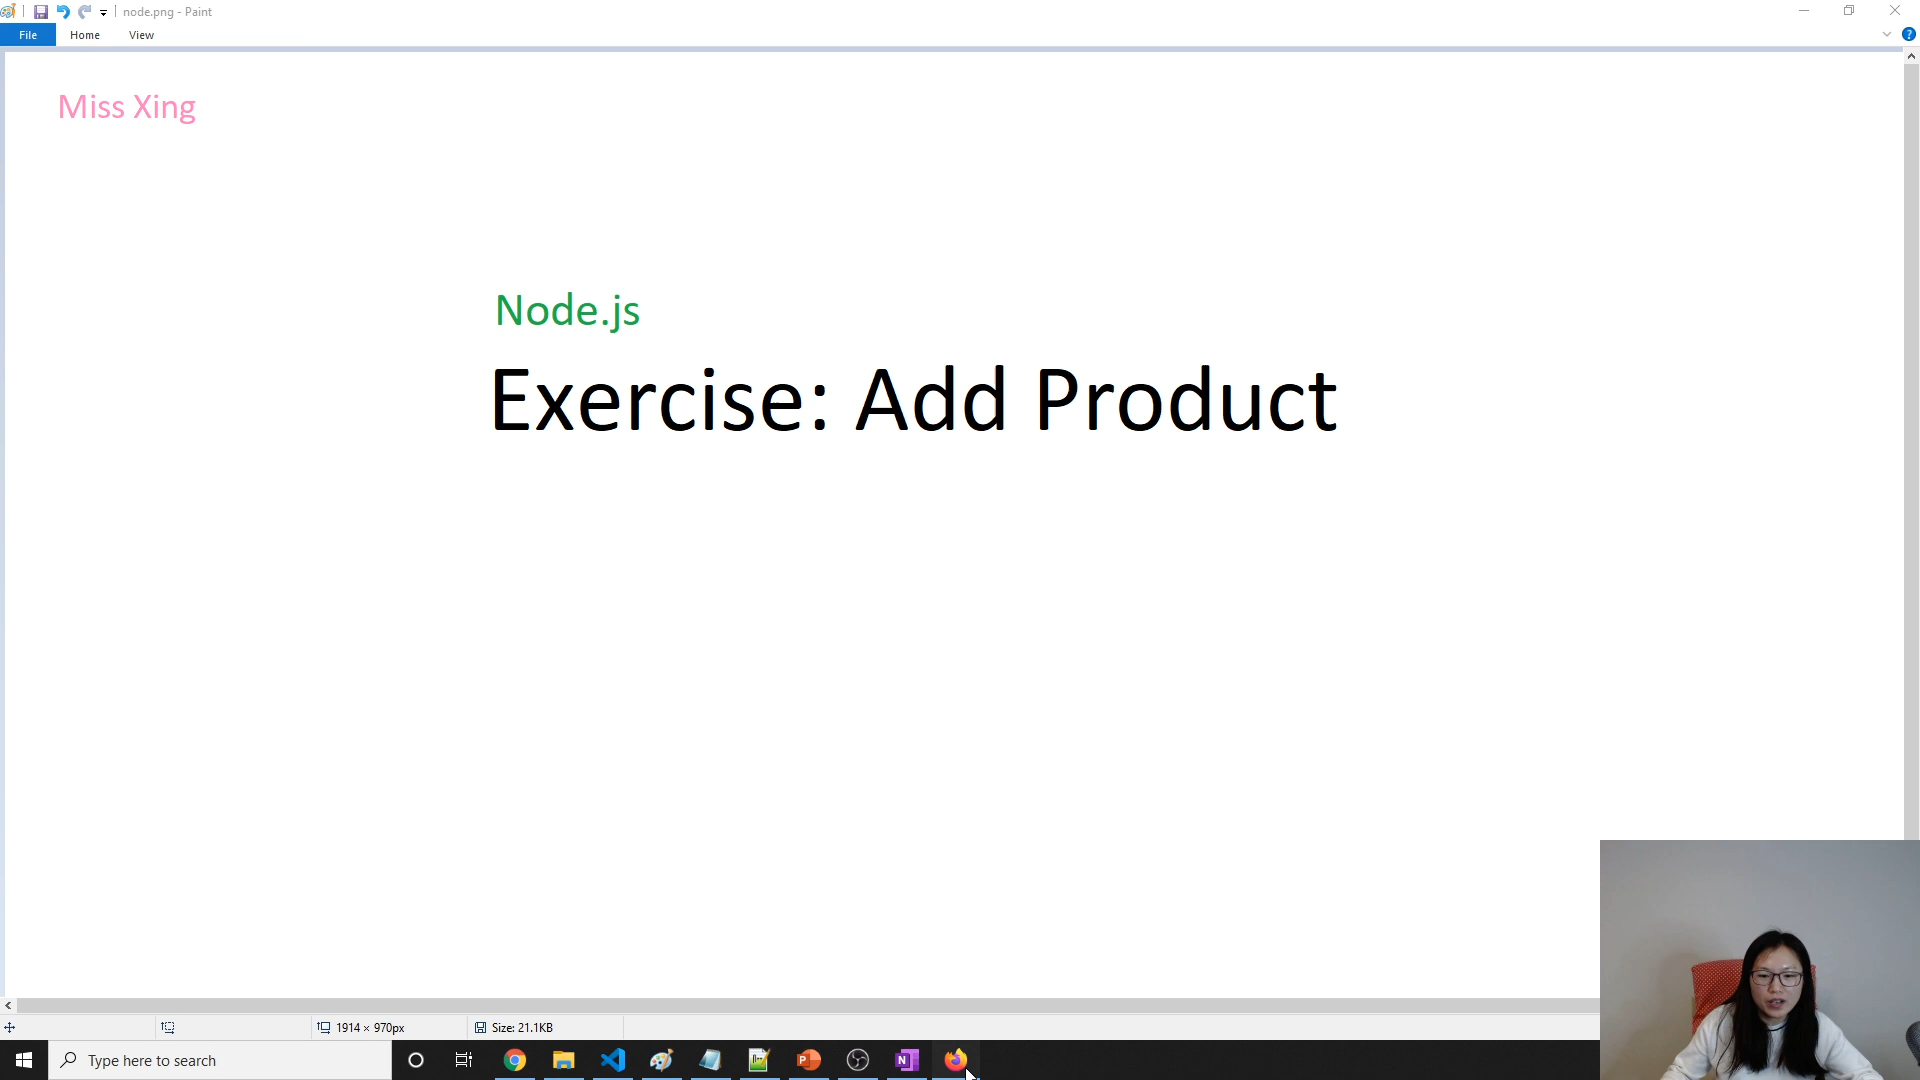 node.png - Paint
File Home View
Miss Xing
Node.js
Exercise: Add Product
1914 × 970px Size: 21.1KB
Type here to search